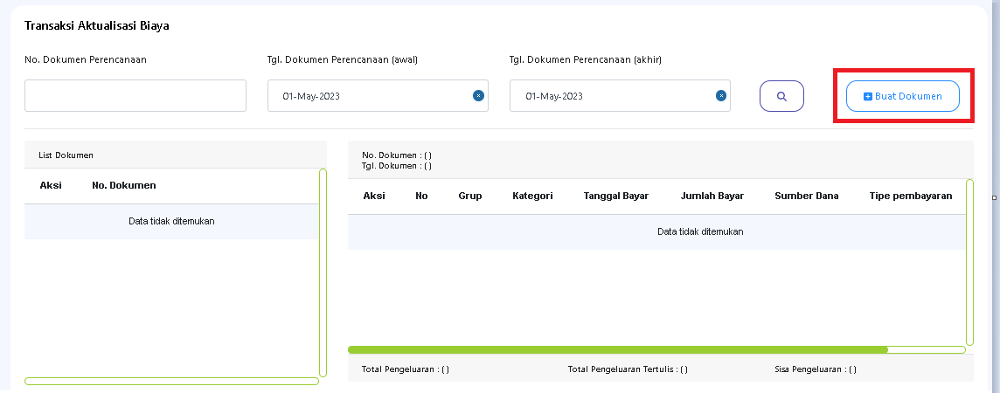 Transaksi Aktualisasi Biaya
No. Dokumen Perencanaan
Tgl. Dokumen Perencanaan (awal)
Tgl. Dokumen Perencanaan (akhir)
01-May-2023
01-May-2023
Buat Dokumen
List Dokumen
Aksi No. Dokumen
Data tidak ditemukan
No. Dokumen : ( )
Tgl. Dokumen : ( )
Aksi No Grup Kategori Tanggal Bayar Jumlah Bayar Sumber Dana Tipe pembayaran
Data tidak ditemukan
Total Pengeluaran : ( ) Total Pengeluaran Tertulis : ( ) Sisa Pengeluaran : ( )